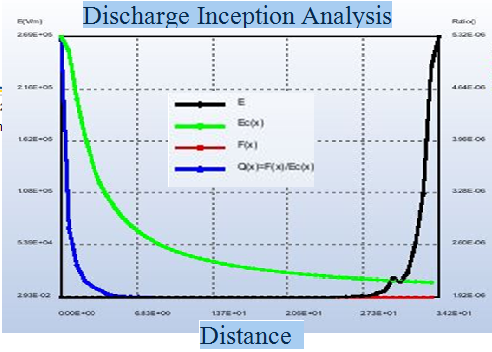 Discharge Inception Analysis
E(V/m)
Ratio(x)
2.69E+05
5.32E-06
2.16E+05
4.64E-06
E
Ec(x)
F(x)
Q(x)=F(x)/Ec(x)
1.62E+05
3.96E-06
1.08E+05
3.28E-06
5.39E+04
2.60E-06
2.93E-02
1.92E-06
0.00E+00
6.83E+00
1.37E+01
2.05E+01
2.73E+01
3.42E+01
Distance